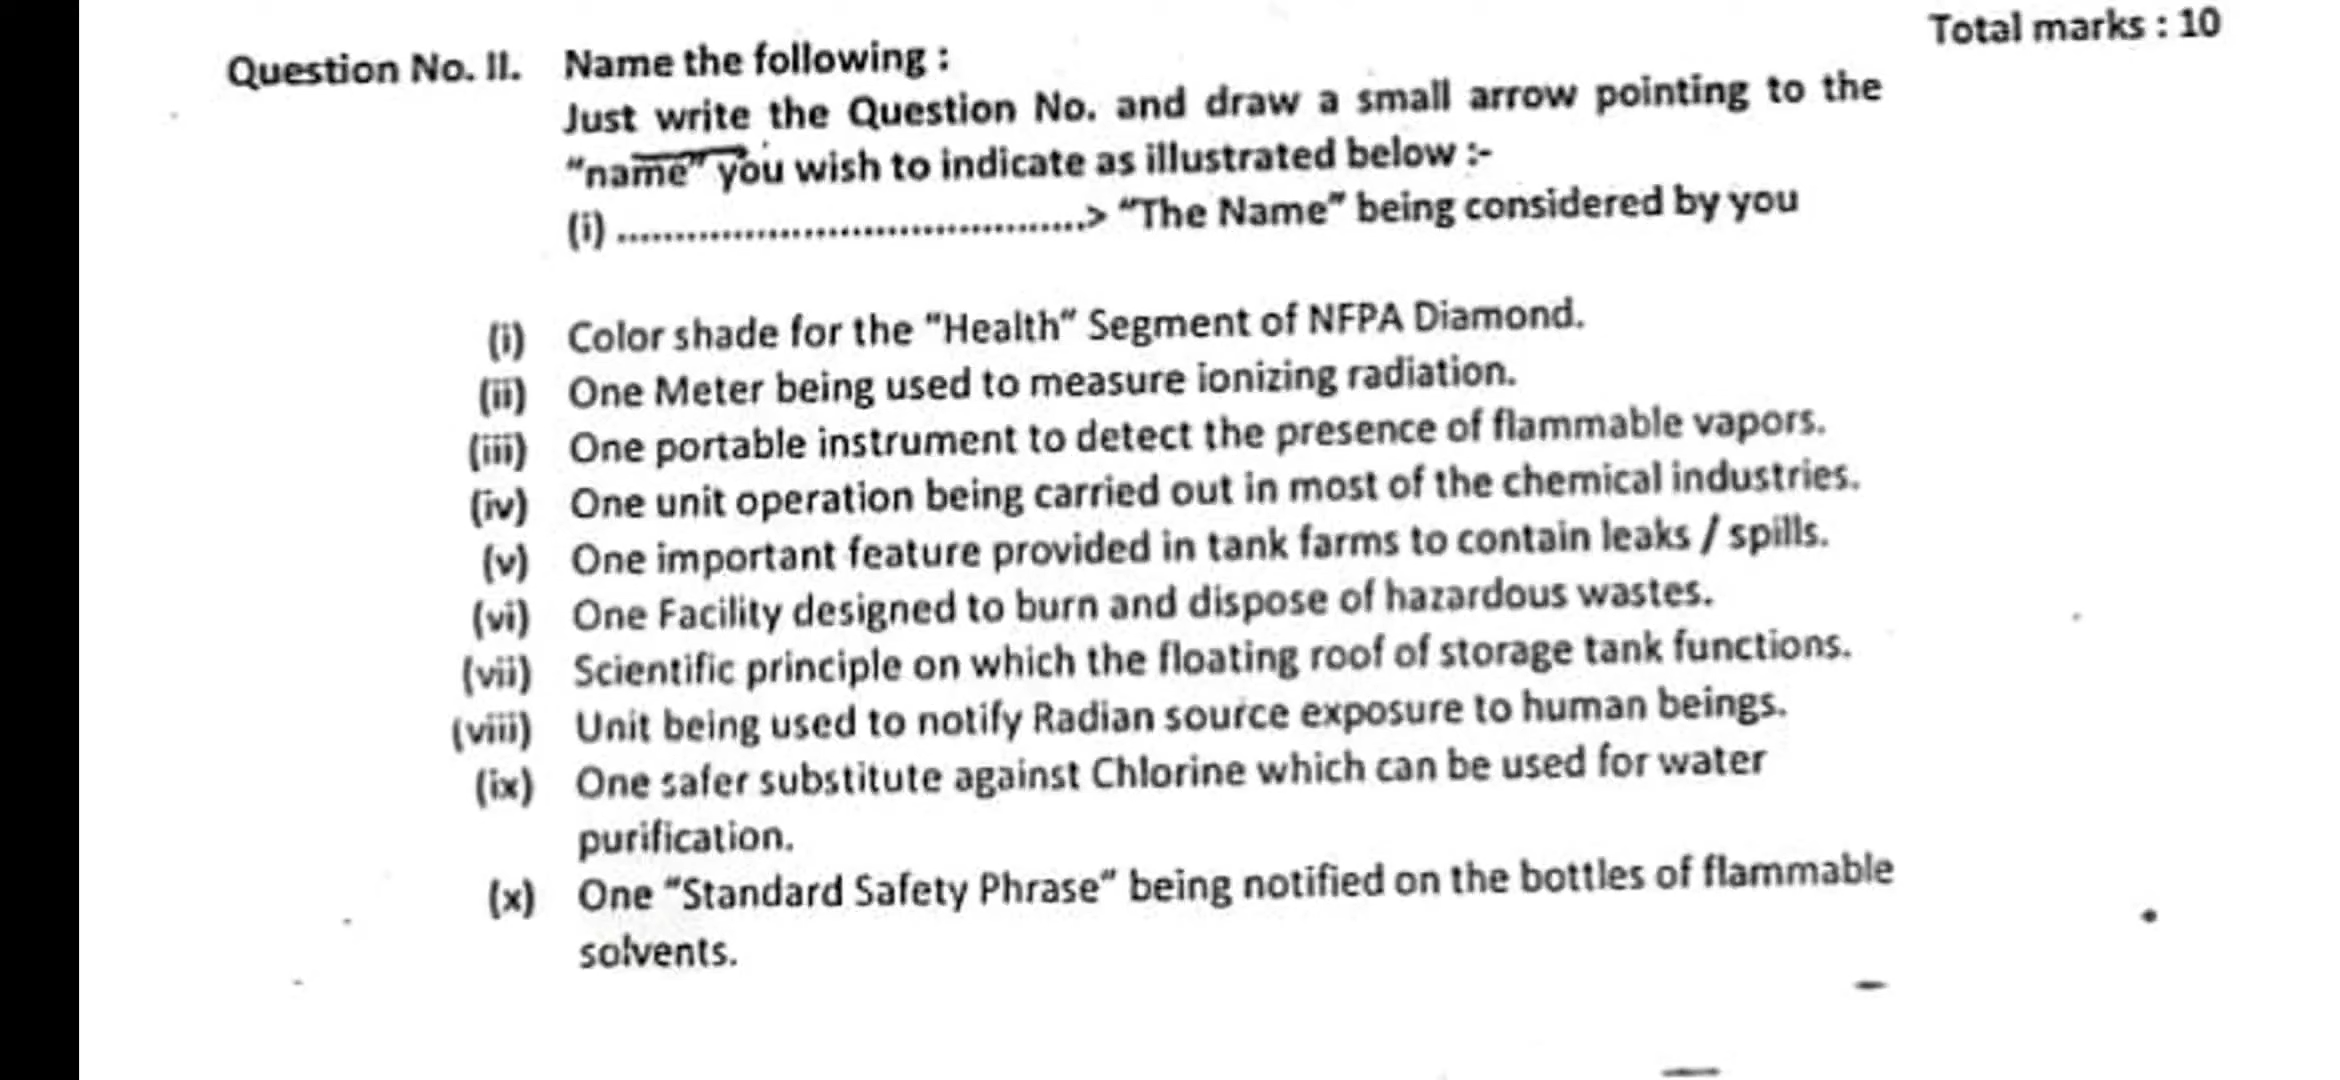 Total marks : 10
Question No. II. Name the following :
Just write the Question No. and draw a small arrow pointing to the
“name” you wish to indicate as illustrated below :-
(i) ........................................> “The Name” being considered by you
(i) Color shade for the “Health” Segment of NFPA Diamond.
(ii) One Meter being used to measure ionizing radiation.
(iii) One portable instrument to detect the presence of flammable vapors.
(iv) One unit operation being carried out in most of the chemical industries.
(v) One important feature provided in tank farms to contain leaks / spills.
(vi) One Facility designed to burn and dispose of hazardous wastes.
(vii) Scientific principle on which the floating roof of storage tank functions.
(viii) Unit being used to notify Radian source exposure to human beings.
(ix) One safer substitute against Chlorine which can be used for water
purification.
(x) One “Standard Safety Phrase” being notified on the bottles of flammable
solvents.